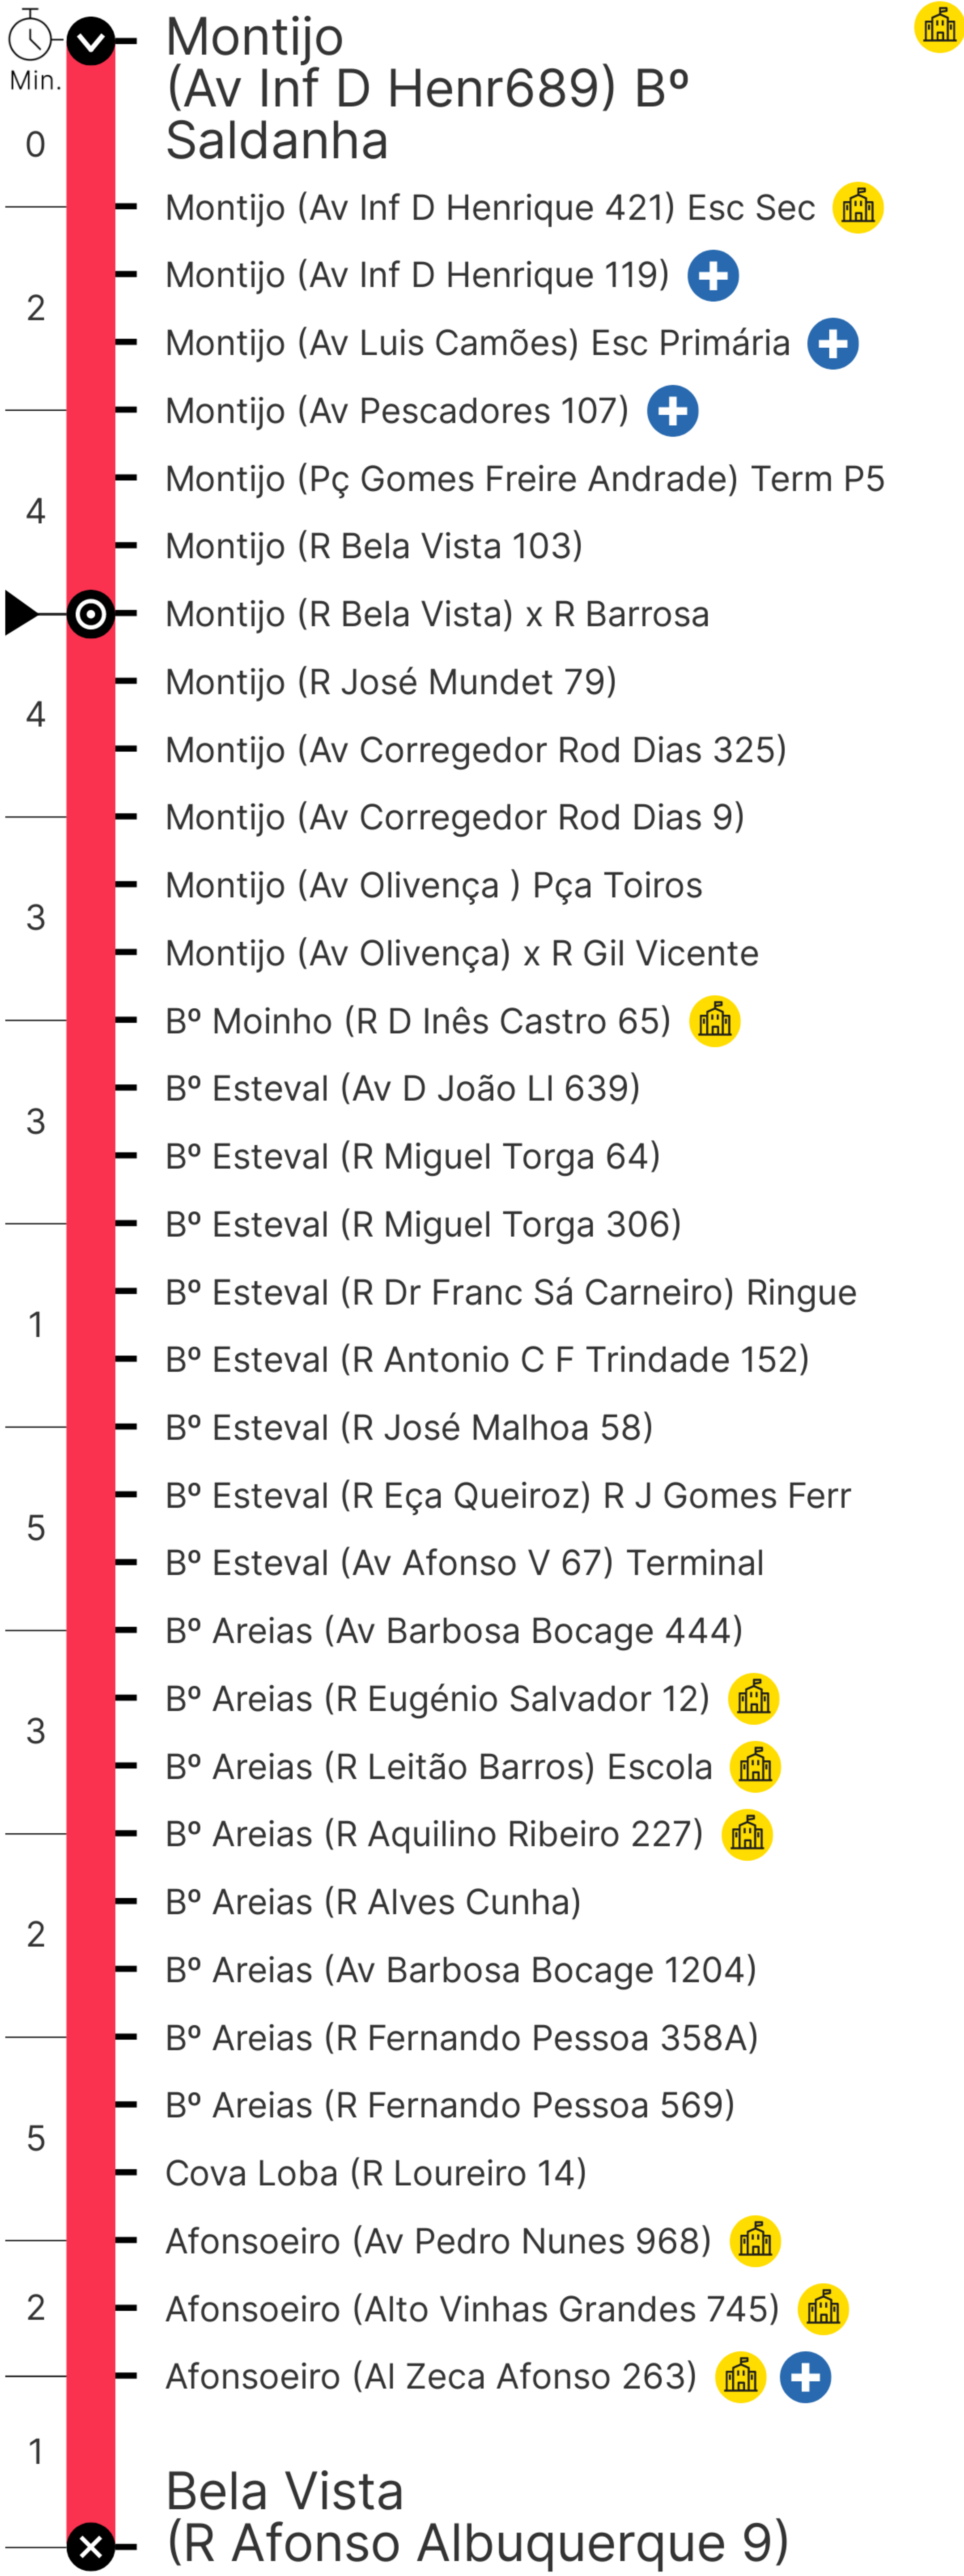 Min.
Montijo
(Av Inf D Henr689) Bº
Saldanha
0
Montijo (Av Inf D Henrique 421) Esc Sec
Montijo (Av Inf D Henrique 119)
2
Montijo (Av Luis Camões) Esc Primária
Montijo (Av Pescadores 107)
Montijo (Pç Gomes Freire Andrade) Term P5
4
Montijo (R Bela Vista 103)
Montijo (R Bela Vista) x R Barrosa
Montijo (R José Mundet 79)
4
Montijo (Av Corregedor Rod Dias 325)
Montijo (Av Corregedor Rod Dias 9)
Montijo (Av Olivença ) Pça Toiros
3
Montijo (Av Olivença) x R Gil Vicente
Bº Moinho (R D Inês Castro 65)
Bº Esteval (Av D João LI 639)
3
Bº Esteval (R Miguel Torga 64)
Bº Esteval (R Miguel Torga 306)
Bº Esteval (R Dr Franc Sá Carneiro) Ringue
1
Bº Esteval (R Antonio C F Trindade 152)
Bº Esteval (R José Malhoa 58)
Bº Esteval (R Eça Queiroz) R J Gomes Ferr
5
Bº Esteval (Av Afonso V 67) Terminal
Bº Areias (Av Barbosa Bocage 444)
Bº Areias (R Eugénio Salvador 12)
3
Bº Areias (R Leitão Barros) Escola
Bº Areias (R Aquilino Ribeiro 227)
Bº Areias (R Alves Cunha)
2
Bº Areias (Av Barbosa Bocage 1204)
Bº Areias (R Fernando Pessoa 358A)
Bº Areias (R Fernando Pessoa 569)
5
Cova Loba (R Loureiro 14)
Afonsoeiro (Av Pedro Nunes 968)
2
Afonsoeiro (Alto Vinhas Grandes 745)
Afonsoeiro (Al Zeca Afonso 263)
1
Bela Vista
(R Afonso Albuquerque 9)